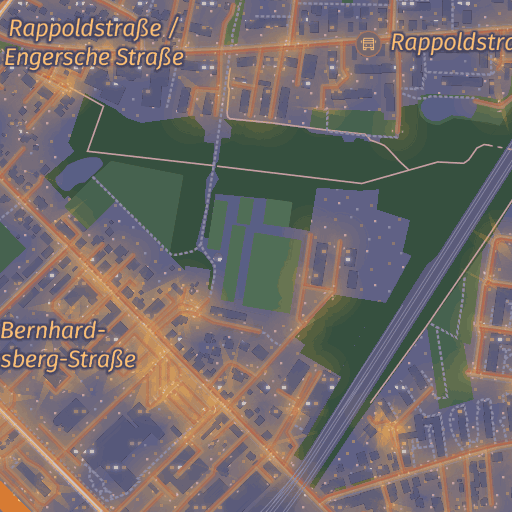 Rappoldstraße /
Engersche Straße
Rappoldstra
Bernhard-
sberg-Straße